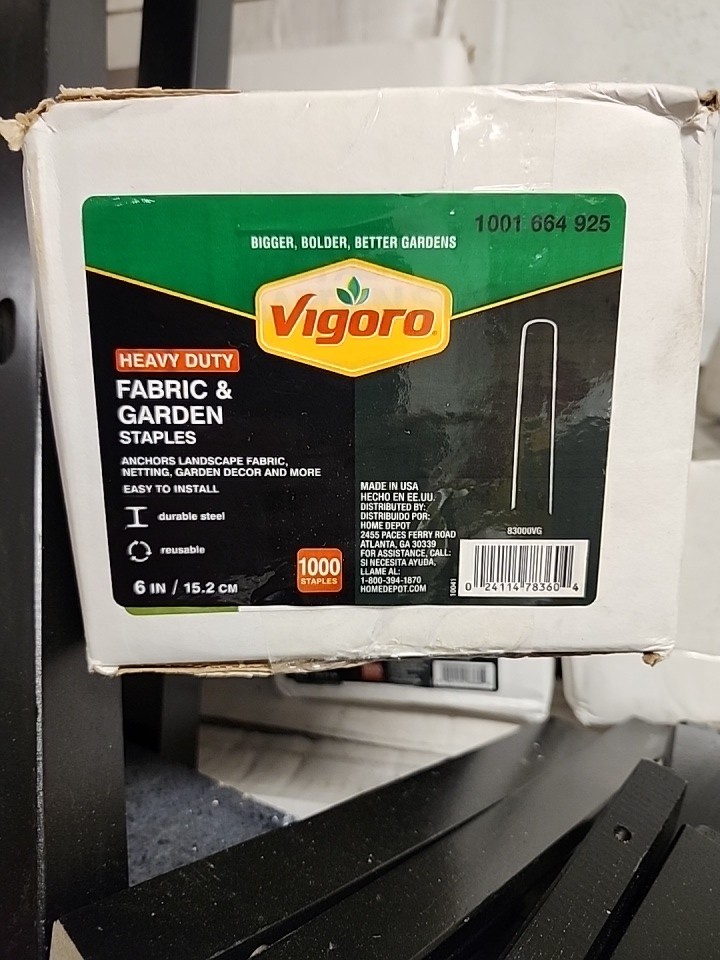 1001 664 925
BIGGER, BOLDER, BETTER GARDENS
Vigoro
HEAVY DUTY
FABRIC &
GARDEN
STAPLES
ANCHORS LANDSCAPE FABRIC,
NETTING, GARDEN DECOR AND MORE
EASY TO INSTALL
durable steel
reusable
6 IN / 15.2 CM
1000
STAPLES
MADE IN USA
HECHO EN EE.UU.
DISTRIBUTED BY:
DISTRIBUIDO POR:
HOME DEPOT
2455 PACES FERRY ROAD
ATLANTA, GA 30339
FOR ASSISTANCE, CALL:
SI NECESITA AYUDA,
LLAME AL:
1-800-394-1870
HOMEDEPOT.COM
83000VG
10041
0 24114 78360 4